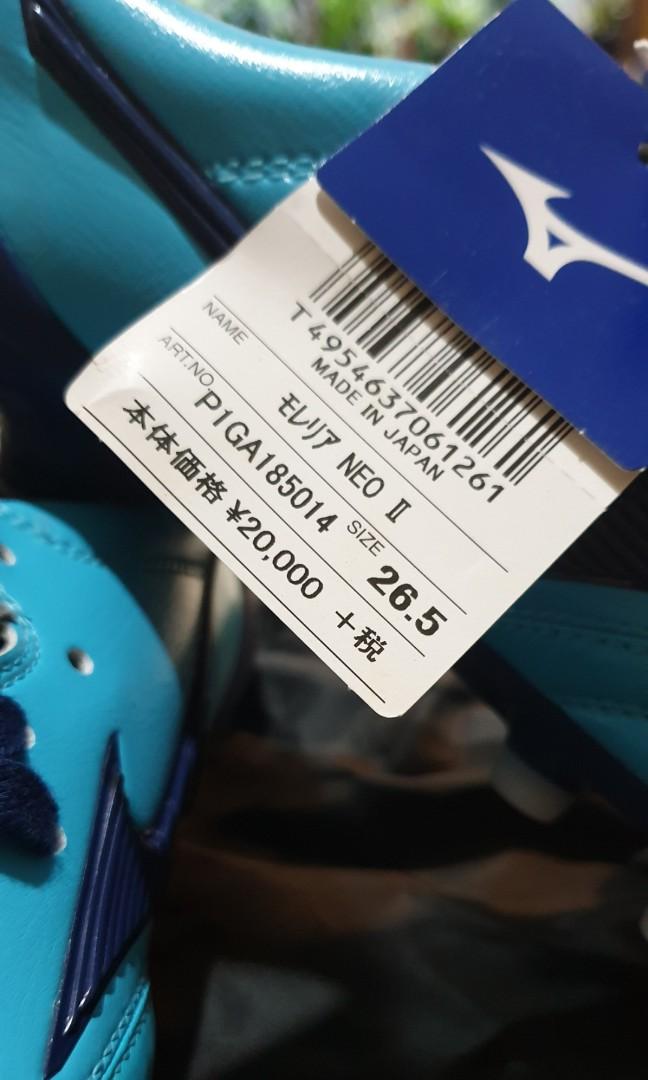 T4954637061261
MADE IN JAPAN
NAME
モレリア NEO Ⅱ
ART.NO.
P1GA185014
SIZE
26.5
本体価格 ¥20,000 +税